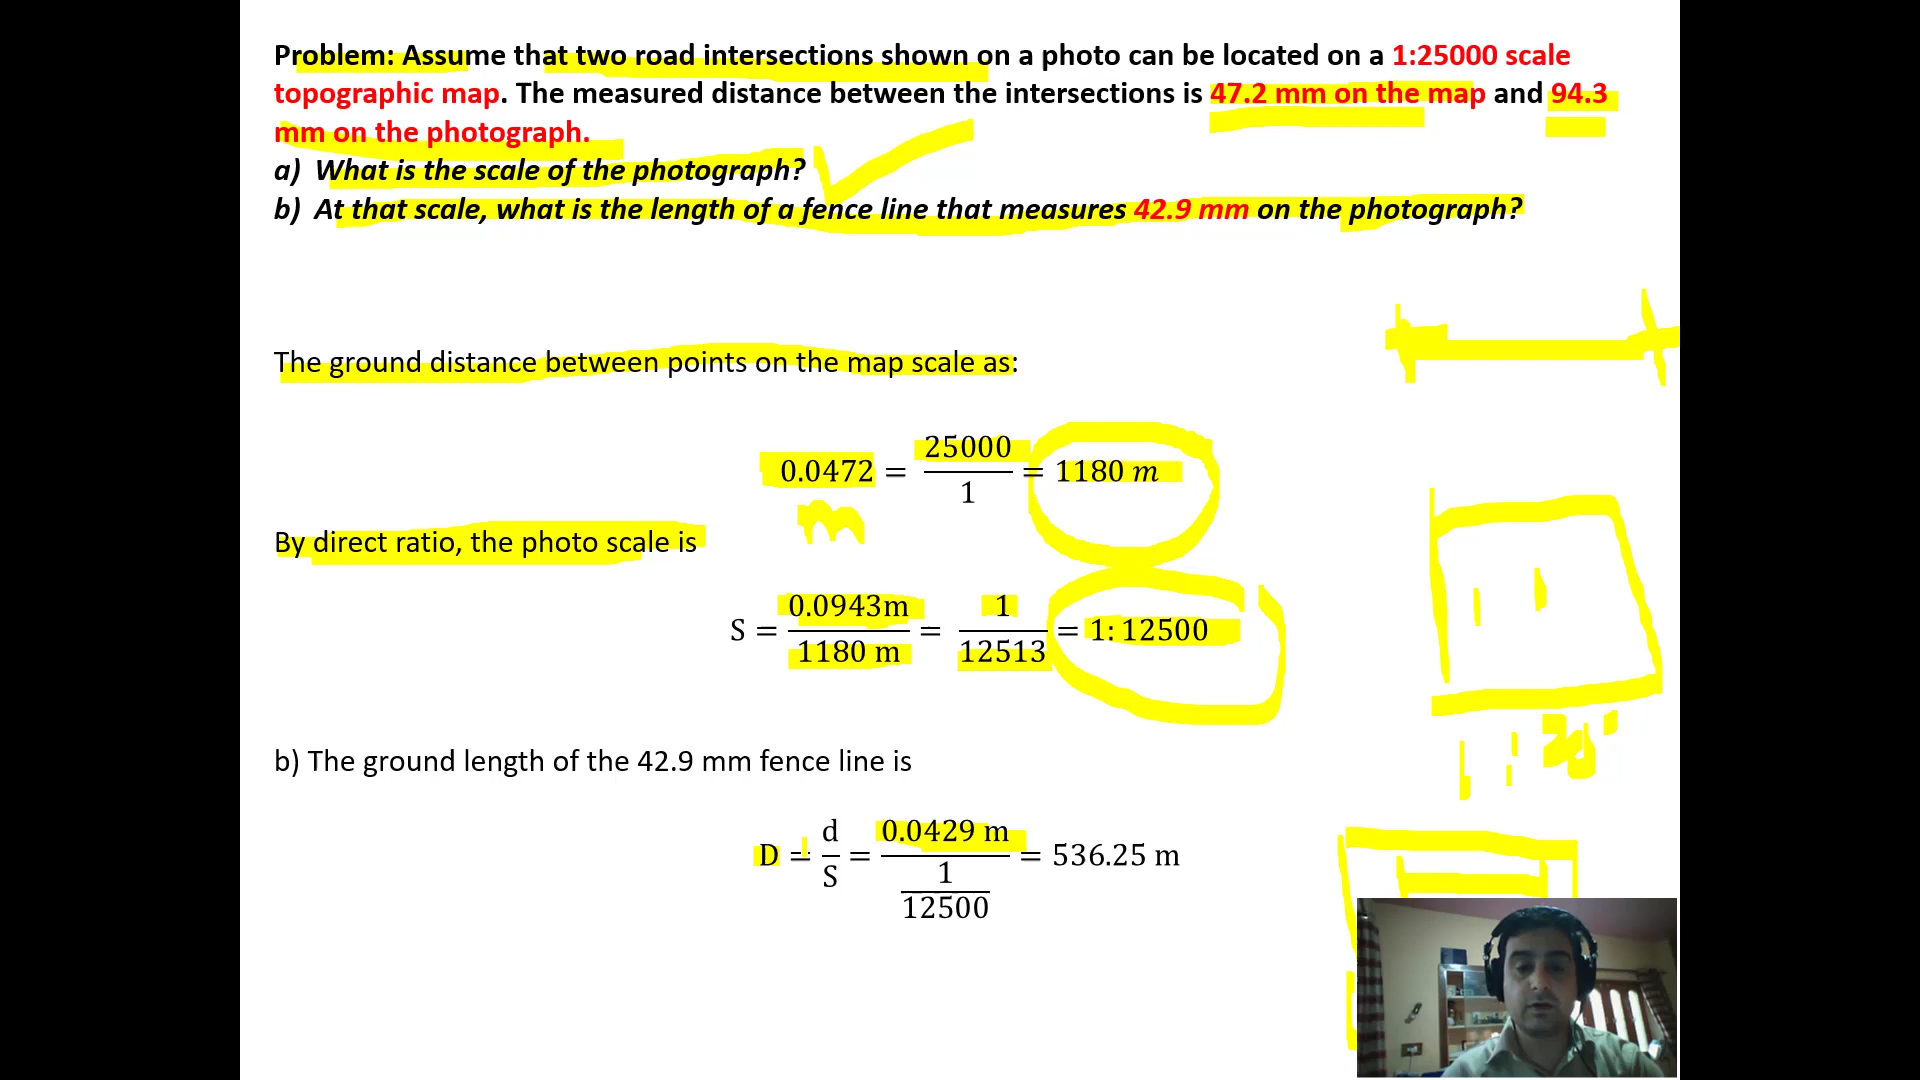 Problem: Assume that two road intersections shown on a photo can be located on a 1:25000 scale
topographic map. The measured distance between the intersections is 47.2 mm on the map and 94.3
mm on the photograph.
a) What is the scale of the photograph?
b) At that scale, what is the length of a fence line that measures 42.9 mm on the photograph?
The ground distance between points on the map scale as:
0.0472 = 25000/1 = 1180 m
m
By direct ratio, the photo scale is
S = 0.0943m/1180 m = 1/12513 = 1: 12500
b) The ground length of the 42.9 mm fence line is
D = d/S = 0.0429 m/(1/12500) = 536.25 m